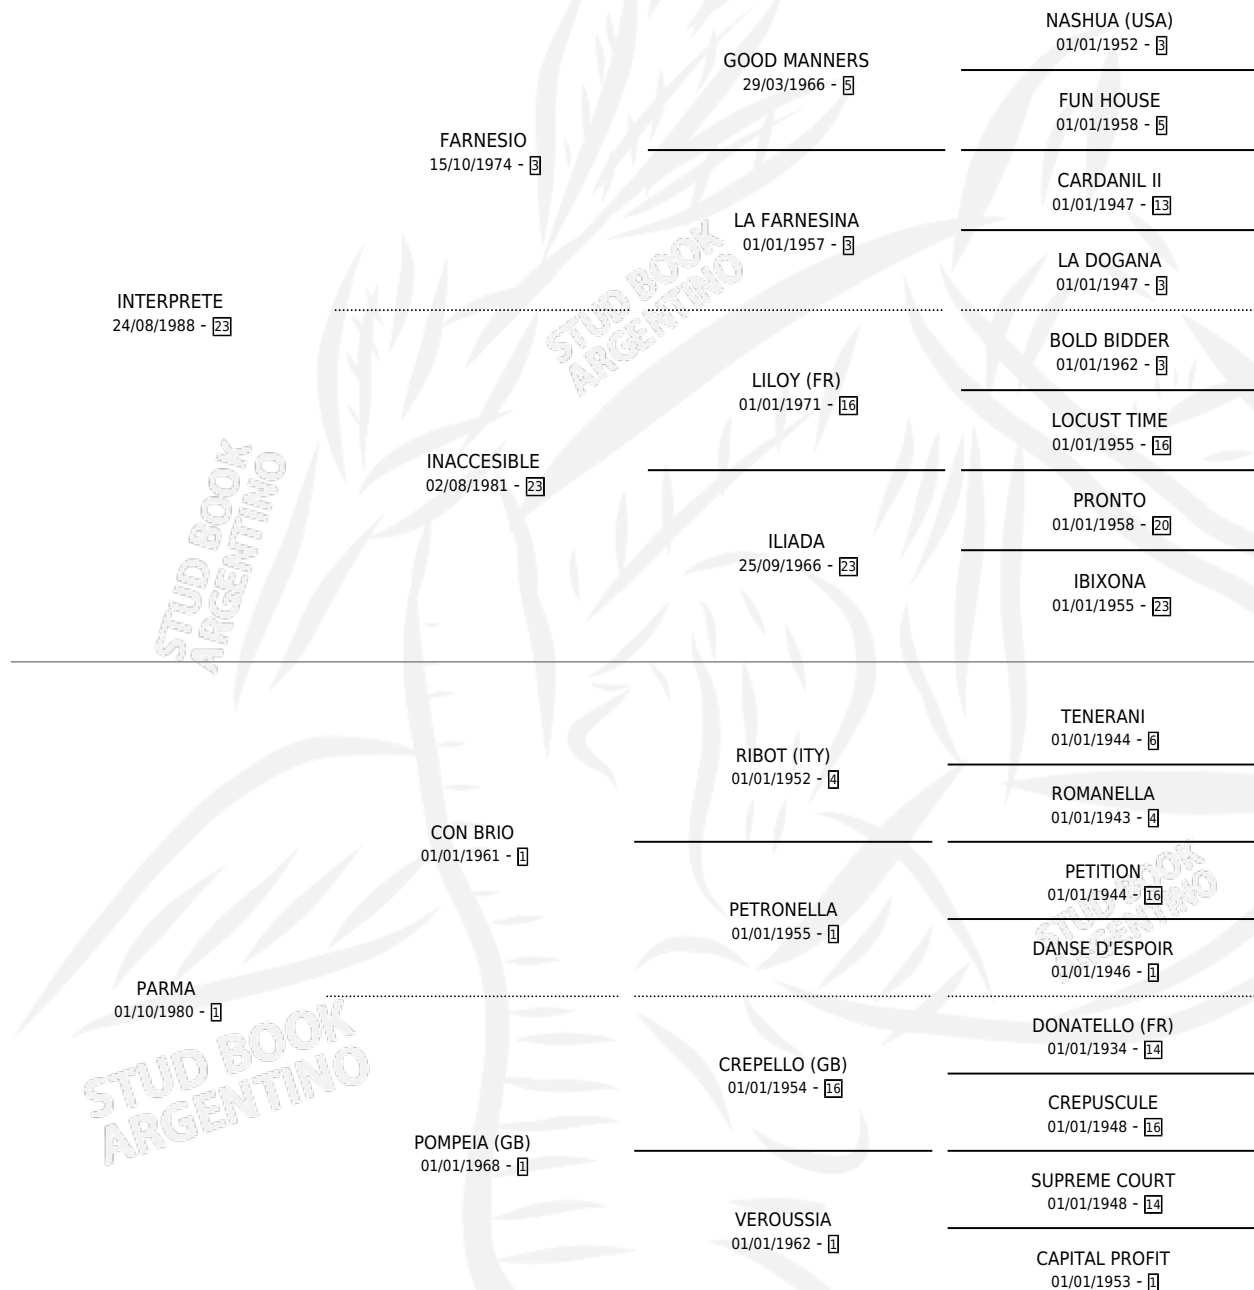 NASHUA (USA)
01/01/1952 - 3
GOOD MANNERS
29/03/1966 - 5
FUN HOUSE
01/01/1958 - 5
FARNESIO
15/10/1974 - 3
CARDANIL II
01/01/1947 - 13
LA FARNESINA
01/01/1957 - 3
LA DOGANA
01/01/1947 - 3
INTERPRETE
24/08/1988 - 23
BOLD BIDDER
01/01/1962 - 3
LILOY (FR)
01/01/1971 - 16
LOCUST TIME
01/01/1955 - 16
INACCESIBLE
02/08/1981 - 23
PRONTO
01/01/1958 - 20
ILIADA
25/09/1966 - 23
IBIXONA
01/01/1955 - 23
TENERANI
01/01/1944 - 6
RIBOT (ITY)
01/01/1952 - 4
ROMANELLA
01/01/1943 - 4
CON BRIO
01/01/1961 - 1
PETITION
01/01/1944 - 16
PETRONELLA
01/01/1955 - 1
DANSE D'ESPOIR
01/01/1946 - 1
PARMA
01/10/1980 - 1
DONATELLO (FR)
01/01/1934 - 14
CREPELLO (GB)
01/01/1954 - 16
CREPUSCULE
01/01/1948 - 16
POMPEIA (GB)
01/01/1968 - 1
SUPREME COURT
01/01/1948 - 14
VEROUSSIA
01/01/1962 - 1
CAPITAL PROFIT
01/01/1953 - 1
STUD BOOK
ARGENTINO
STUD BOOK
ARGENTINO
STUD BOOK
ARGENTINO
STUD BOOK
ARGENTINO